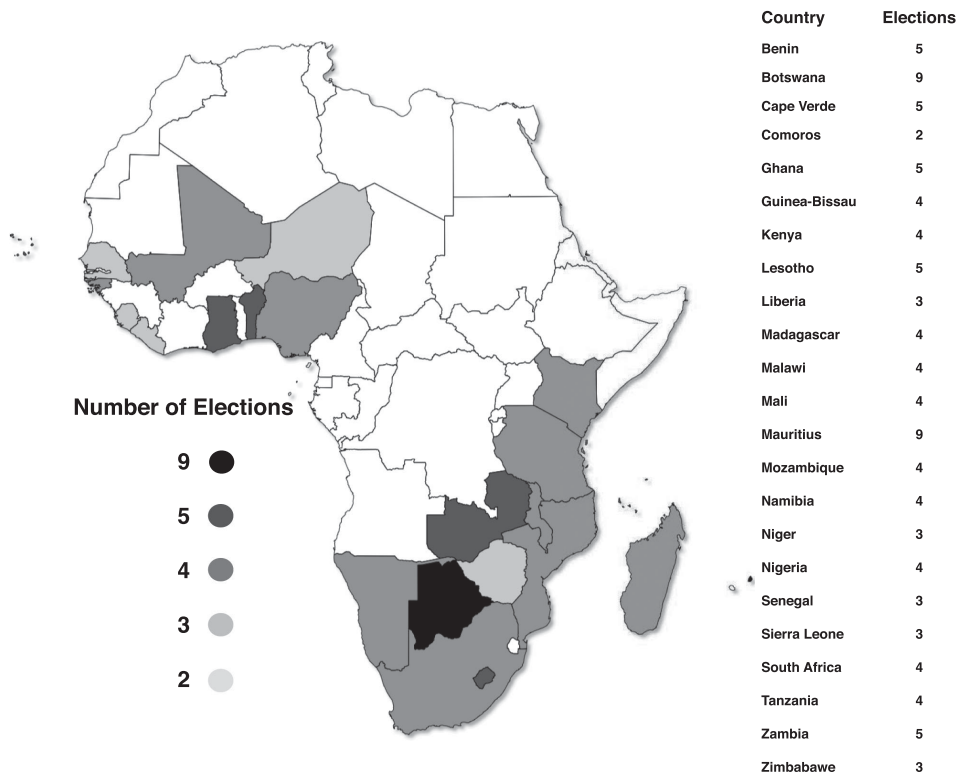 Country Elections
Benin 5
Botswana 9
Cape Verde 5
Comoros 2
Ghana 5
Guinea-Bissau 4
Kenya 4
Lesotho 5
Liberia 3
Madagascar 4
Malawi 4
Mali 4
Mauritius 9
Mozambique 4
Namibia 4
Niger 3
Nigeria 4
Senegal 3
Sierra Leone 3
South Africa 4
Tanzania 4
Zambia 5
Zimbabwe 3
Number of Elections
9
5
4
3
2